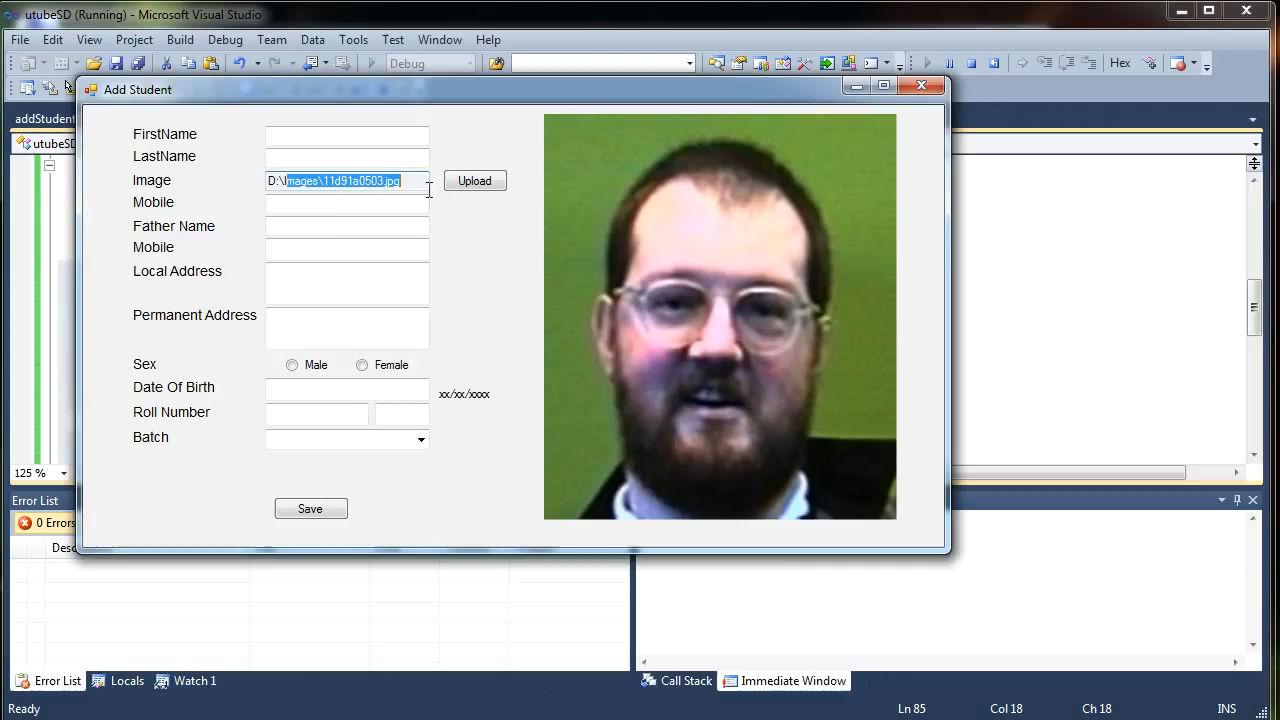 utubeSD (Running) - Microsoft Visual Studio
File Edit View Project Build Debug Team Data Tools Test Window Help
Debug
Hex
Add Student
addStudent
utubeSD
FirstName
LastName
Image D:\Images\11d91a0503.jpg Upload
Mobile
Father Name
Mobile
Local Address
Permanent Address
Sex Male Female
Date Of Birth xx/xx/xxxx
Roll Number
Batch
Save
125 %
Error List
0 Errors
Error List Locals Watch 1
Call Stack Immediate Window
Ready Ln 85 Col 18 Ch 18 INS